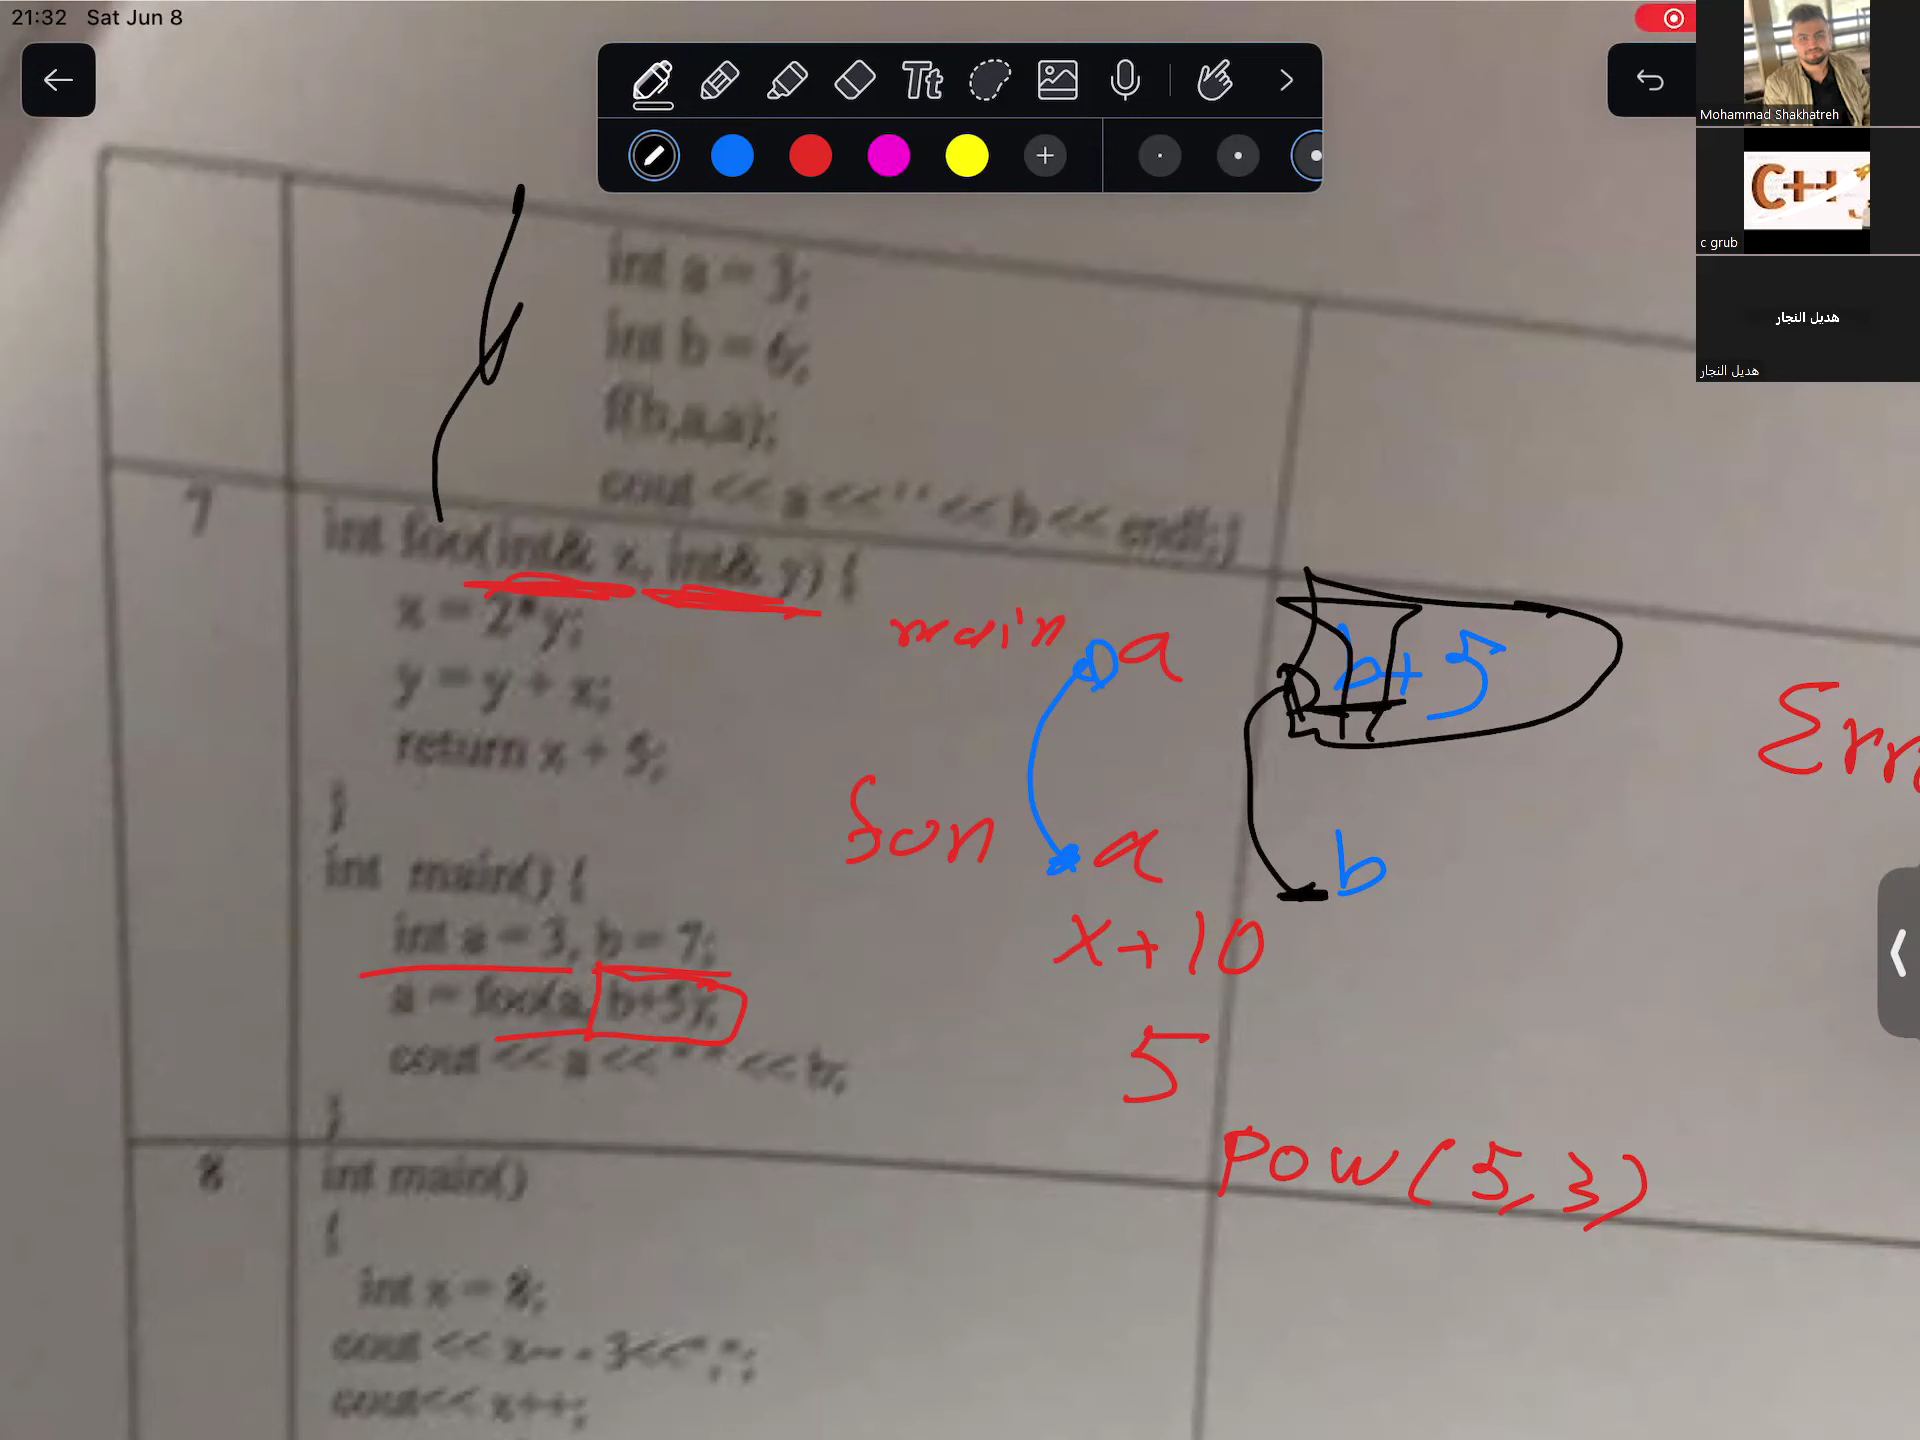 21:32 Sat Jun 8
Tt
Mohammad Shakhatreh
C++
c grub
هديل النجار
هديل النجار
int a = 3;
int b = 6;
f(b,a,a);
cout << a <<" " << b << endl;}
7
int foo(int& x, int& y) {
x = 2*y;
y = y + x;
return x + 5;
}
int main() {
int a = 3, b = 7;
a = foo(a, b+5);
cout << a << " " << b;
}
main a
b+5
Erro
a
b
x+10
5
pow(5,3)
8
int main()
{
int x = 8;
cout << x-- - 3<<",";
cout<< x++;